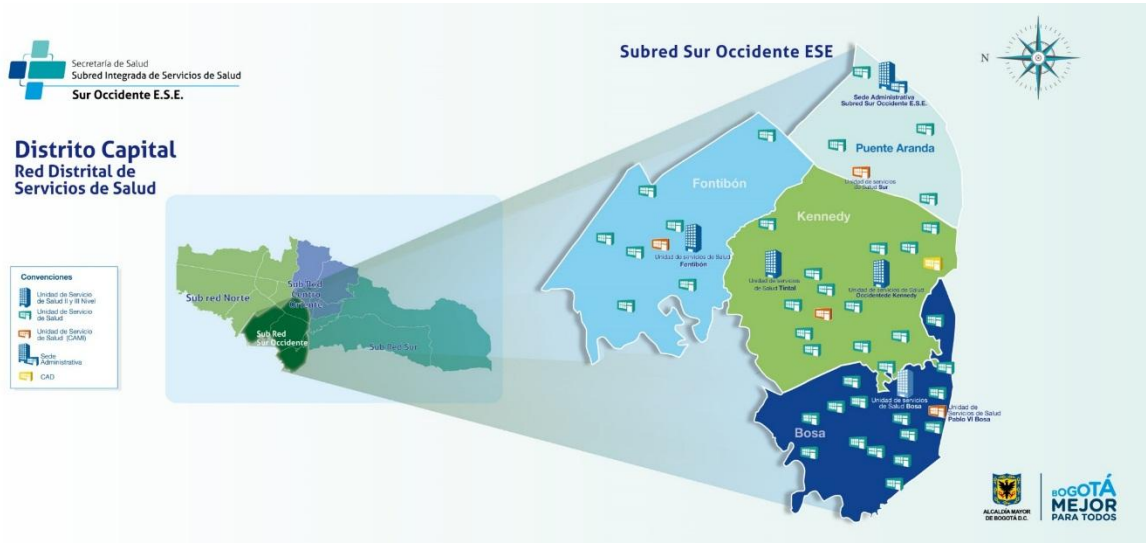 Secretaría de Salud
Subred Integrada de Servicios de Salud
Sur Occidente E.S.E.
Distrito Capital
Red Distrital de
Servicios de Salud
Convenciones
Unidad de Servicio
de Salud II y III Nivel
Unidad de Servicio
de Salud
Unidad de Servicio
de Salud (CAMI)
Sede
Administrativa
CAD
Sub red Norte
Sub Red
Centro
Oriente
Sub Red
Sur Occidente
Sub Red Sur
Subred Sur Occidente ESE
N
Sede Administrativa
Subred Sur Occidente E.S.E.
Puente Aranda
Unidad de servicios
de Salud Sur
Fontibón
Unidad de servicios de Salud
Fontibón
Kennedy
Unidad de servicios
de Salud Tintal
Unidad de servicios de Salud
Occidentede Kennedy
Unidad de servicios
de Salud Bosa
Unidad de
Servicios de Salud
Pablo VI Bosa
Bosa
ALCALDÍA MAYOR
DE BOGOTÁ D.C.
BOGOTÁ
MEJOR
PARA TODOS